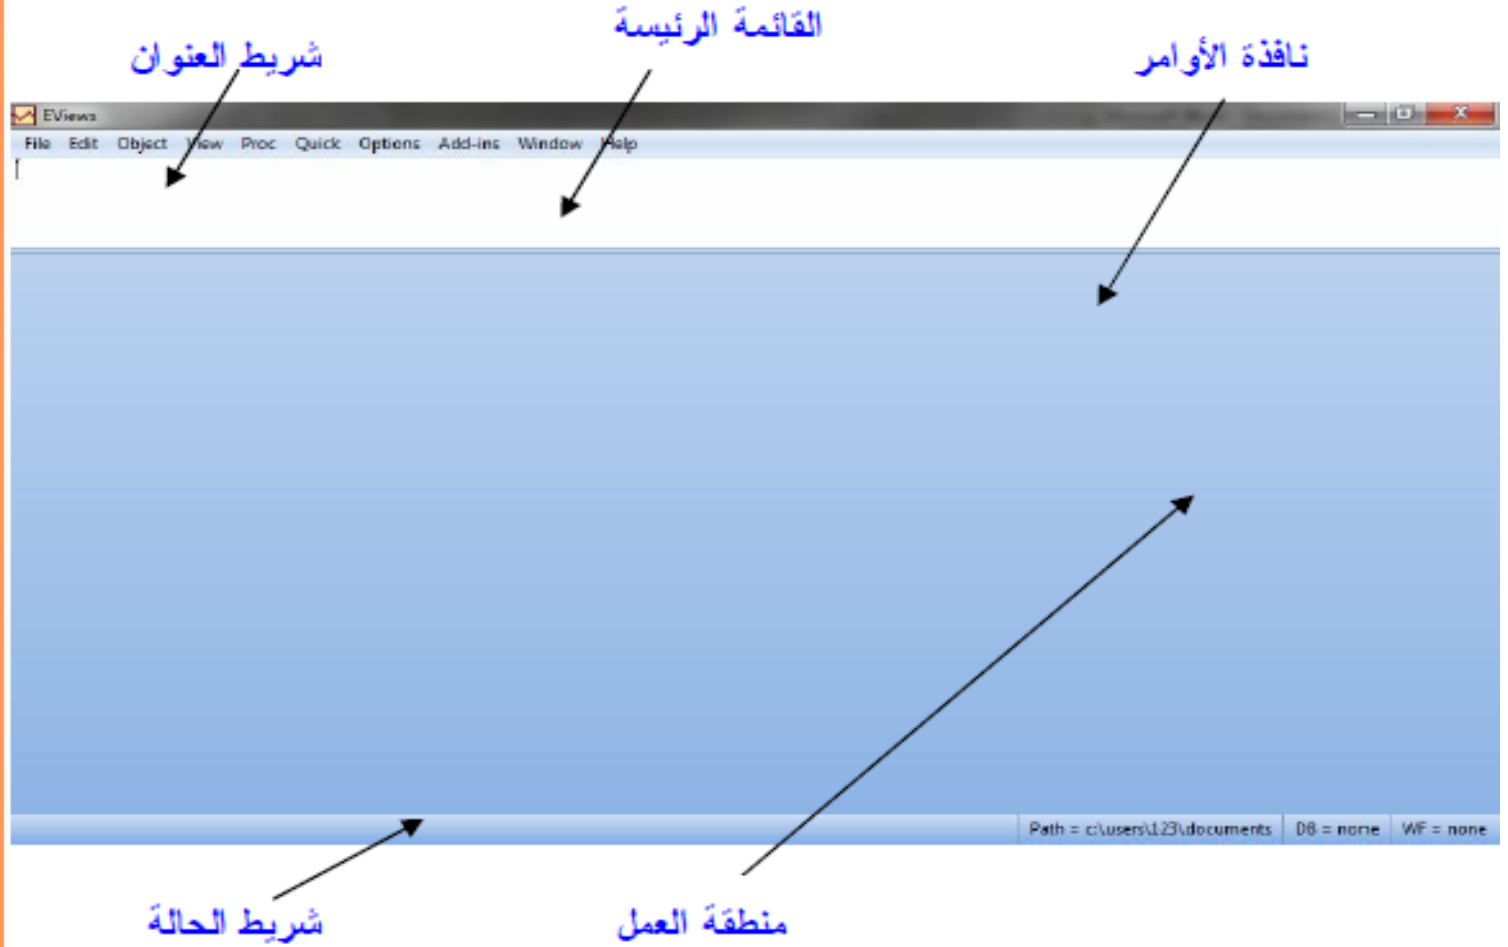 القائمة الرئيسة
شريط العنوان
نافذة الأوامر
EViews
File Edit Object View Proc Quick Options Add-ins Window Help
Path = c:\users\123\documents DB = none WF = none
شريط الحالة
منطقة العمل